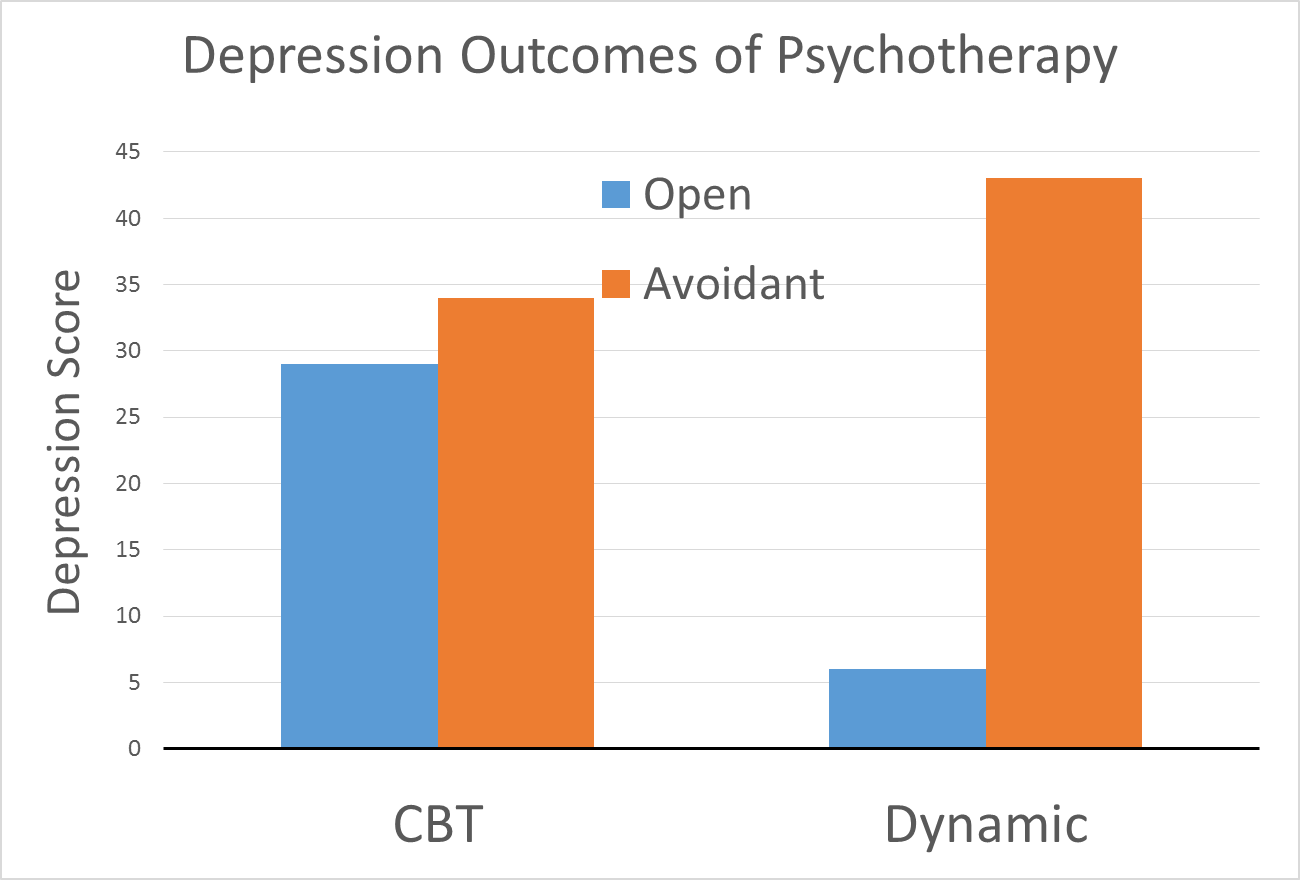 Depression Outcomes of Psychotherapy
Depression Score
45
40
35
30
25
20
15
10
5
0
Open
Avoidant
CBT
Dynamic